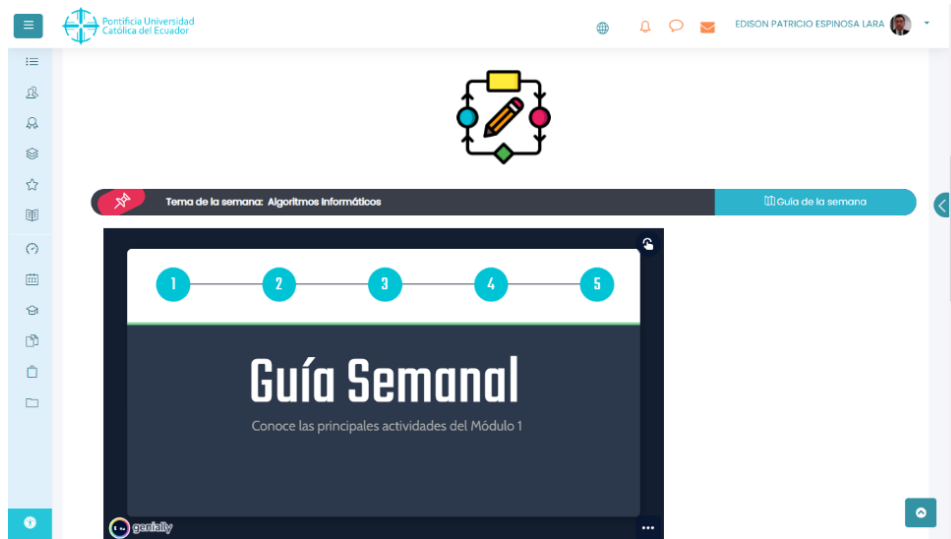 Pontificia Universidad
Católica del Ecuador
EDISON PATRICIO ESPINOSA LARA
Tema de la semana: Algoritmos Informáticos
Guía de la semana
1 2 3 4 5
Guía Semanal
Conoce las principales actividades del Módulo 1
genially